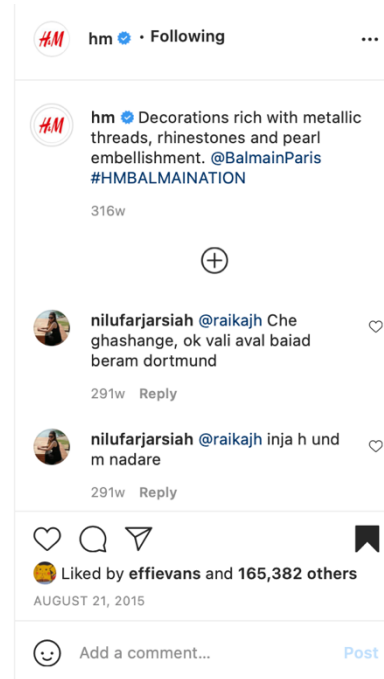 H&M
hm • Following
H&M
hm Decorations rich with metallic
threads, rhinestones and pearl
embellishment. @BalmainParis
#HMBALMAINATION
316w
nilufarjarsiah @raikajh Che
ghashange, ok vali aval baiad
beram dortmund
291w Reply
nilufarjarsiah @raikajh inja h und
m nadare
291w Reply
Liked by effievans and 165,382 others
AUGUST 21, 2015
Add a comment... Post